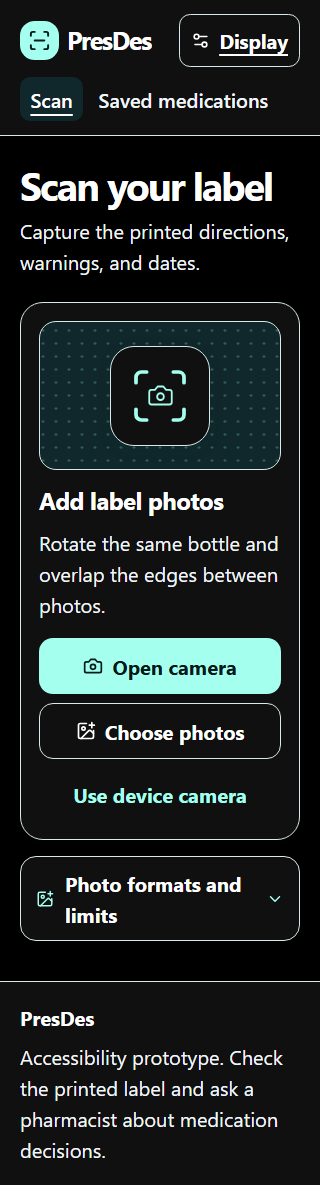 PresDes
Display
Scan
Saved medications
Scan your label
Capture the printed directions,
warnings, and dates.
Add label photos
Rotate the same bottle and
overlap the edges between
photos.
Open camera
Choose photos
Use device camera
Photo formats and
limits
PresDes
Accessibility prototype. Check
the printed label and ask a
pharmacist about medication
decisions.